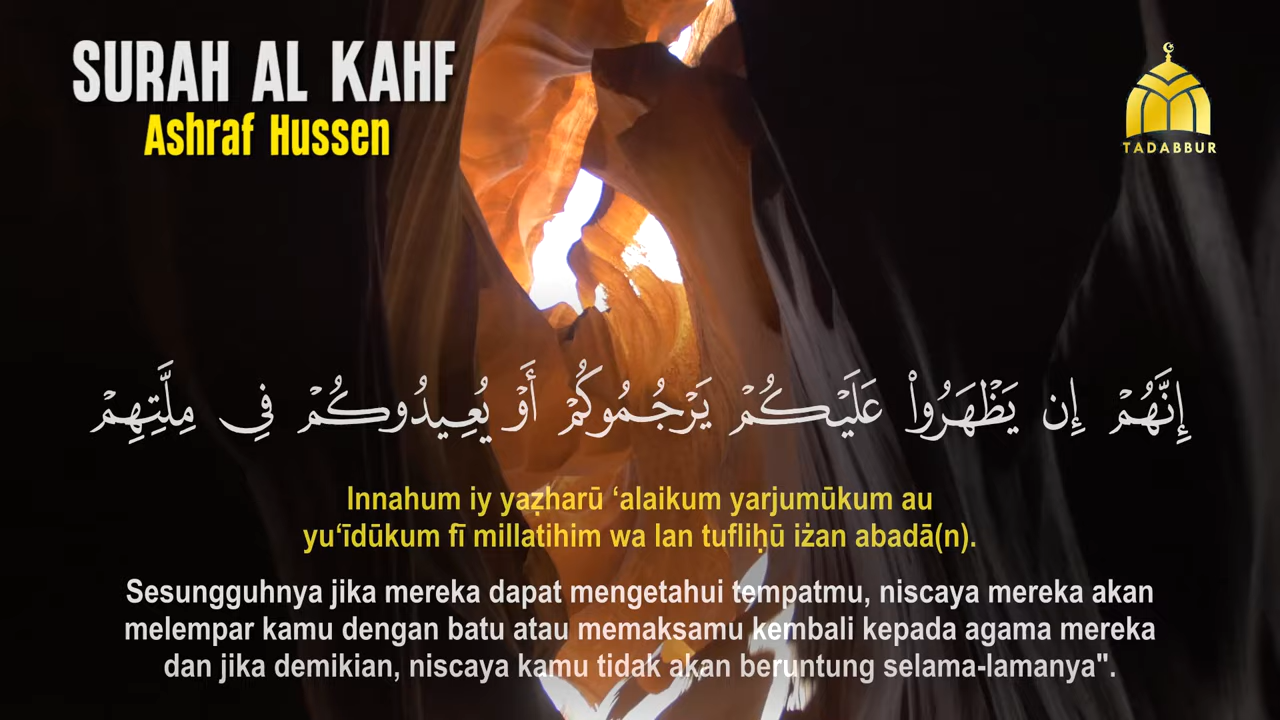 SURAH AL KAHF
Ashraf Hussen
TADABBUR
إِنَّهُمْ إِن يَظْهَرُوا۟ عَلَيْكُمْ يَرْجُمُوكُمْ أَوْ يُعِيدُوكُمْ فِي مِلَّتِهِمْ
Innahum iy yaẓharū ‘alaikum yarjumūkum au
yu‘īdūkum fī millatihim wa lan tufliḥū iżan abadā(n).
Sesungguhnya jika mereka dapat mengetahui tempatmu, niscaya mereka akan
melempar kamu dengan batu atau memaksamu kembali kepada agama mereka
dan jika demikian, niscaya kamu tidak akan beruntung selama-lamanya".